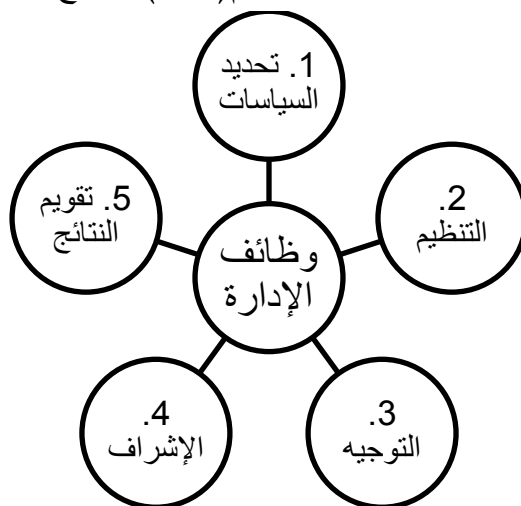 1. تحديد
السياسات
2.
التنظيم
3.
التوجيه
4.
الإشراف
5. تقويم
النتائج
وظائف
الإدارة